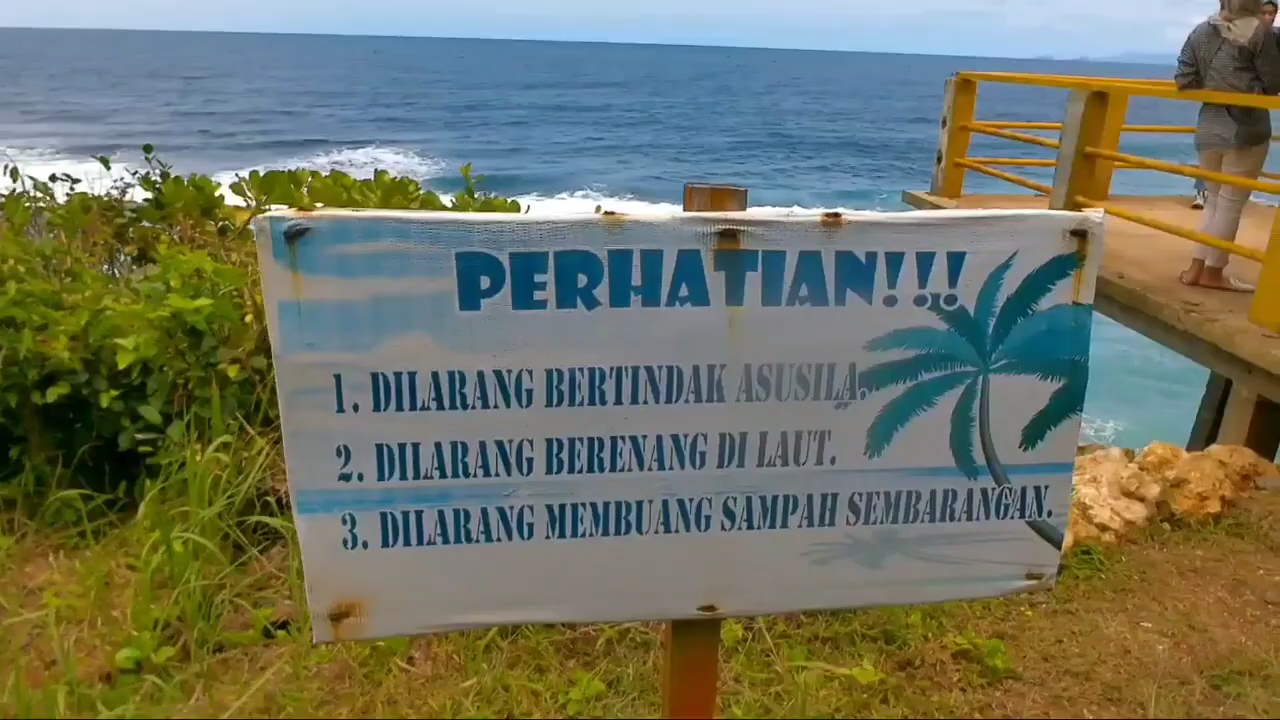 PERHATIAN!!!
1. DILARANG BERTINDAK ASUSILA.
2. DILARANG BERENANG DI LAUT.
3. DILARANG MEMBUANG SAMPAH SEMBARANGAN.